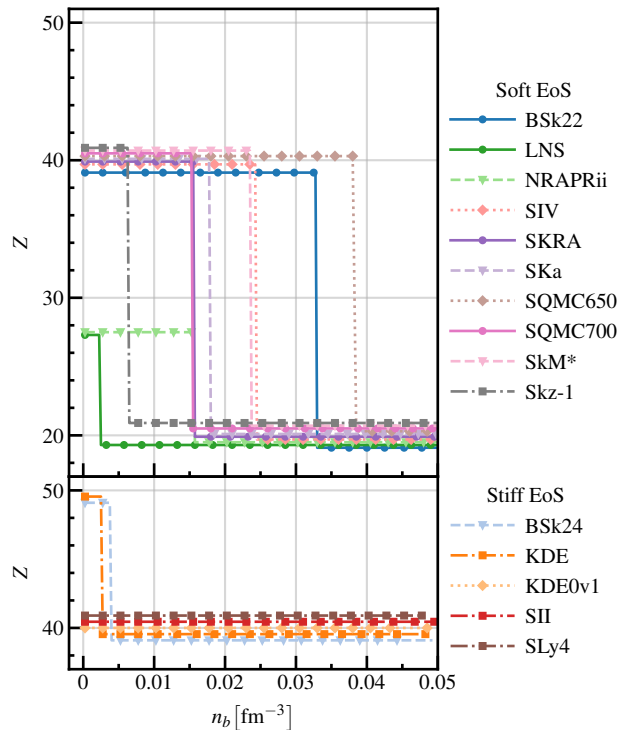 50
40
30
20
Z
Soft EoS
BSk22
LNS
NRAPRii
SIV
SKRA
SKa
SQMC650
SQMC700
SkM*
Skz-1
50
40
Z
Stiff EoS
BSk24
KDE
KDE0v1
SII
SLy4
0 0.01 0.02 0.03 0.04 0.05
n_b [fm⁻³]